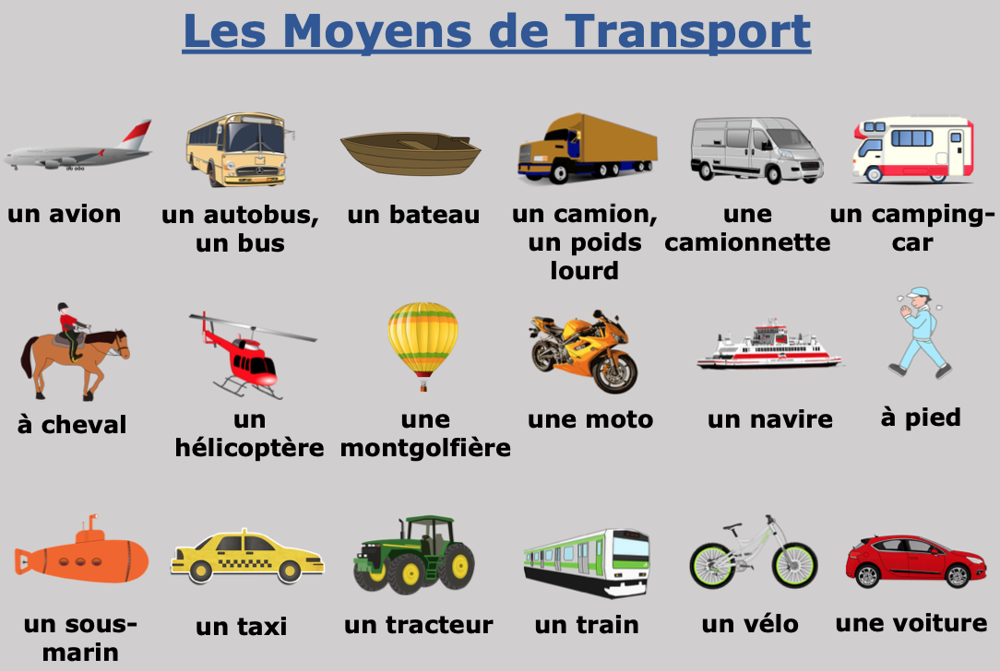 Les Moyens de Transport
un avion
un autobus,
un bus
un bateau
un camion,
un poids
lourd
une
camionnette
un camping-
car
à cheval
un
hélicoptère
une
montgolfière
une moto
un navire
à pied
un sous-
marin
un taxi
un tracteur
un train
un vélo
une voiture